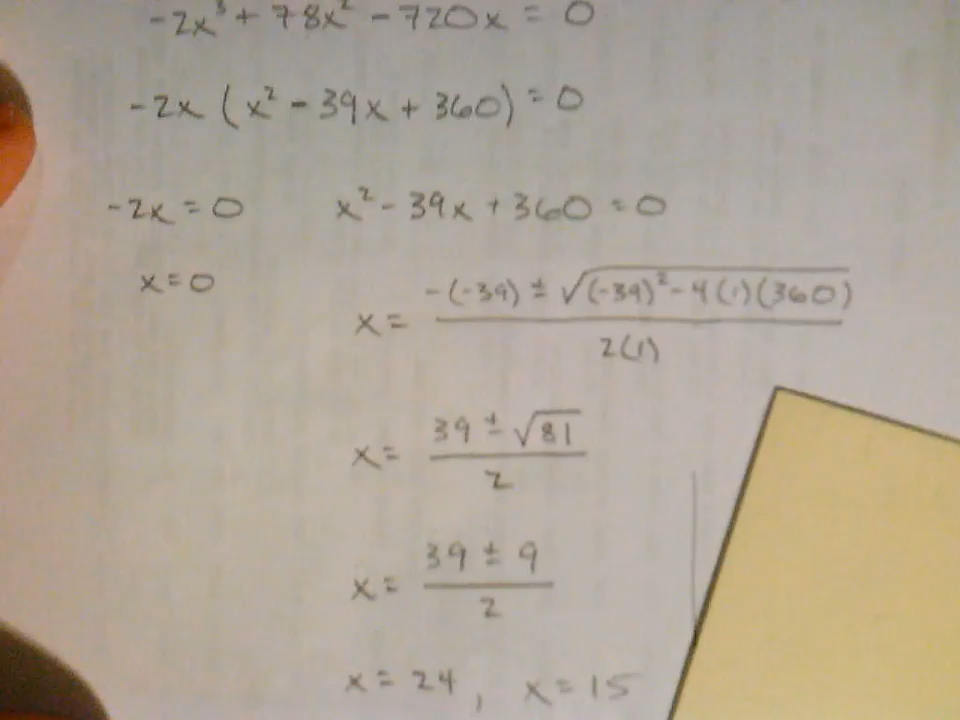 -2x³ + 78x² - 720x = 0
-2x (x² - 39x + 360) = 0
-2x = 0    x² - 39x + 360 = 0
x = 0
x = (-(-39) ± √((-39)² - 4(1)(360))) / 2(1)
x = (39 ± √81) / 2
x = (39 ± 9) / 2
x = 24, x = 15